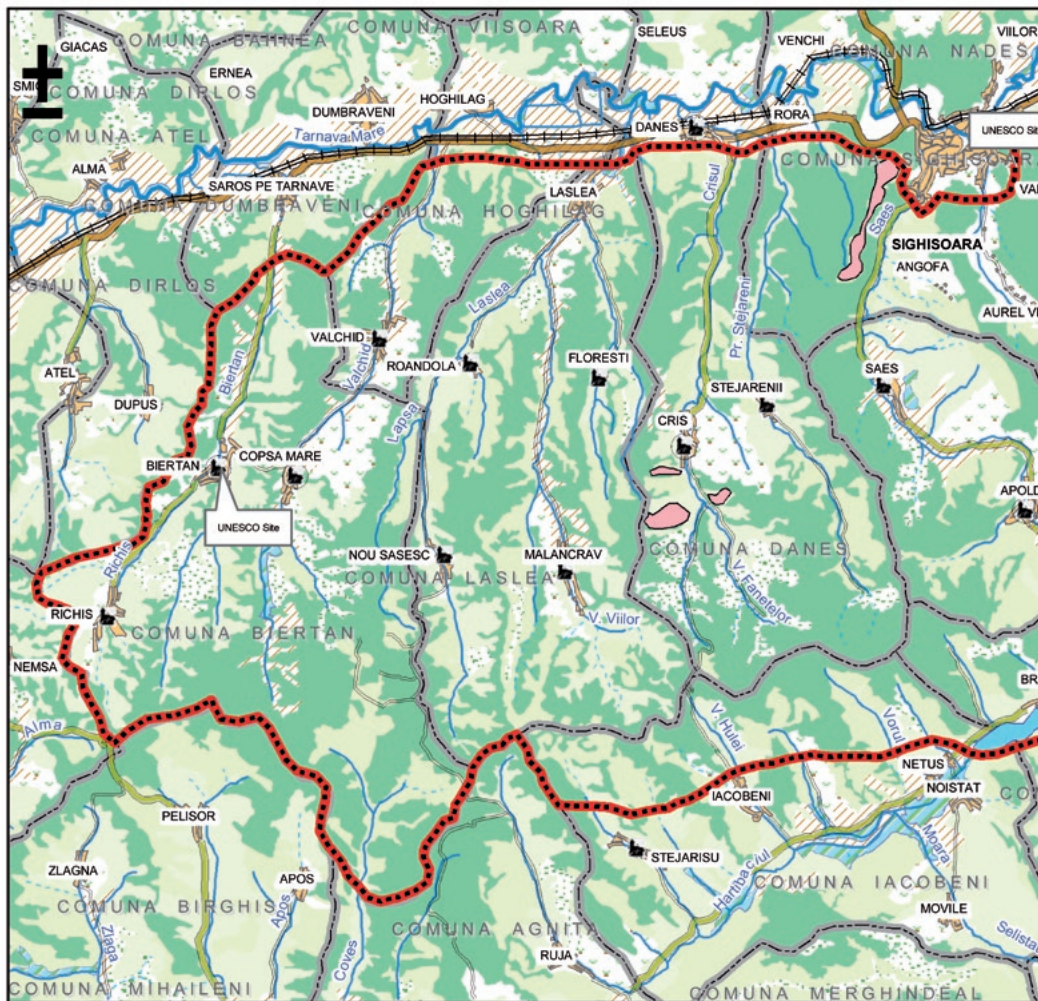 COMUNA VIISOARA
SELEUS
VIILOR
GIACAS
COMUNA BAHNEA
VENCHI
COMUNA NADES
ERNEA
COMUNA DIRLOS
DUMBRAVENI
HOGHILAG
RORA
DANES
COMUNA ATEL
Tarnava Mare
UNESCO Site
COMUNA SIGHISOARA
ALMA
SAROS PE TARNAVE
LASLEA
Crisul
COMUNA DUMBRAVENI
COMUNA HOGHILAG
Saes
SIGHISOARA
ANGOFA
COMUNA DIRLOS
Laslea
Pr. Stejareni
AUREL
VALCHID
Valchid
ROANDOLA
FLORESTI
SAES
ATEL
Biertan
DUPUS
Lapsa
STEJARENII
CRIS
BIERTAN
COPSA MARE
APOLD
UNESCO Site
Richis
NOU SASESC
MALANCRAV
COMUNA DANES
COMUNA LASLEA
V. Fanetelor
RICHIS
V. Viilor
COMUNA BIERTAN
NEMSA
BR
Alma
V. Hulei
Vorul
NETUS
IACOBENI
NOISTAT
PELISOR
Moara
STEJARISU
ZLAGNA
APOS
Hartibaciul
COMUNA IACOBENI
COMUNA BIRGHIS
Apos
MOVILE
Zlaga
Coves
COMUNA AGNITA
RUJA
COMUNA MIHAILENI
COMUNA MERGHINDEAL